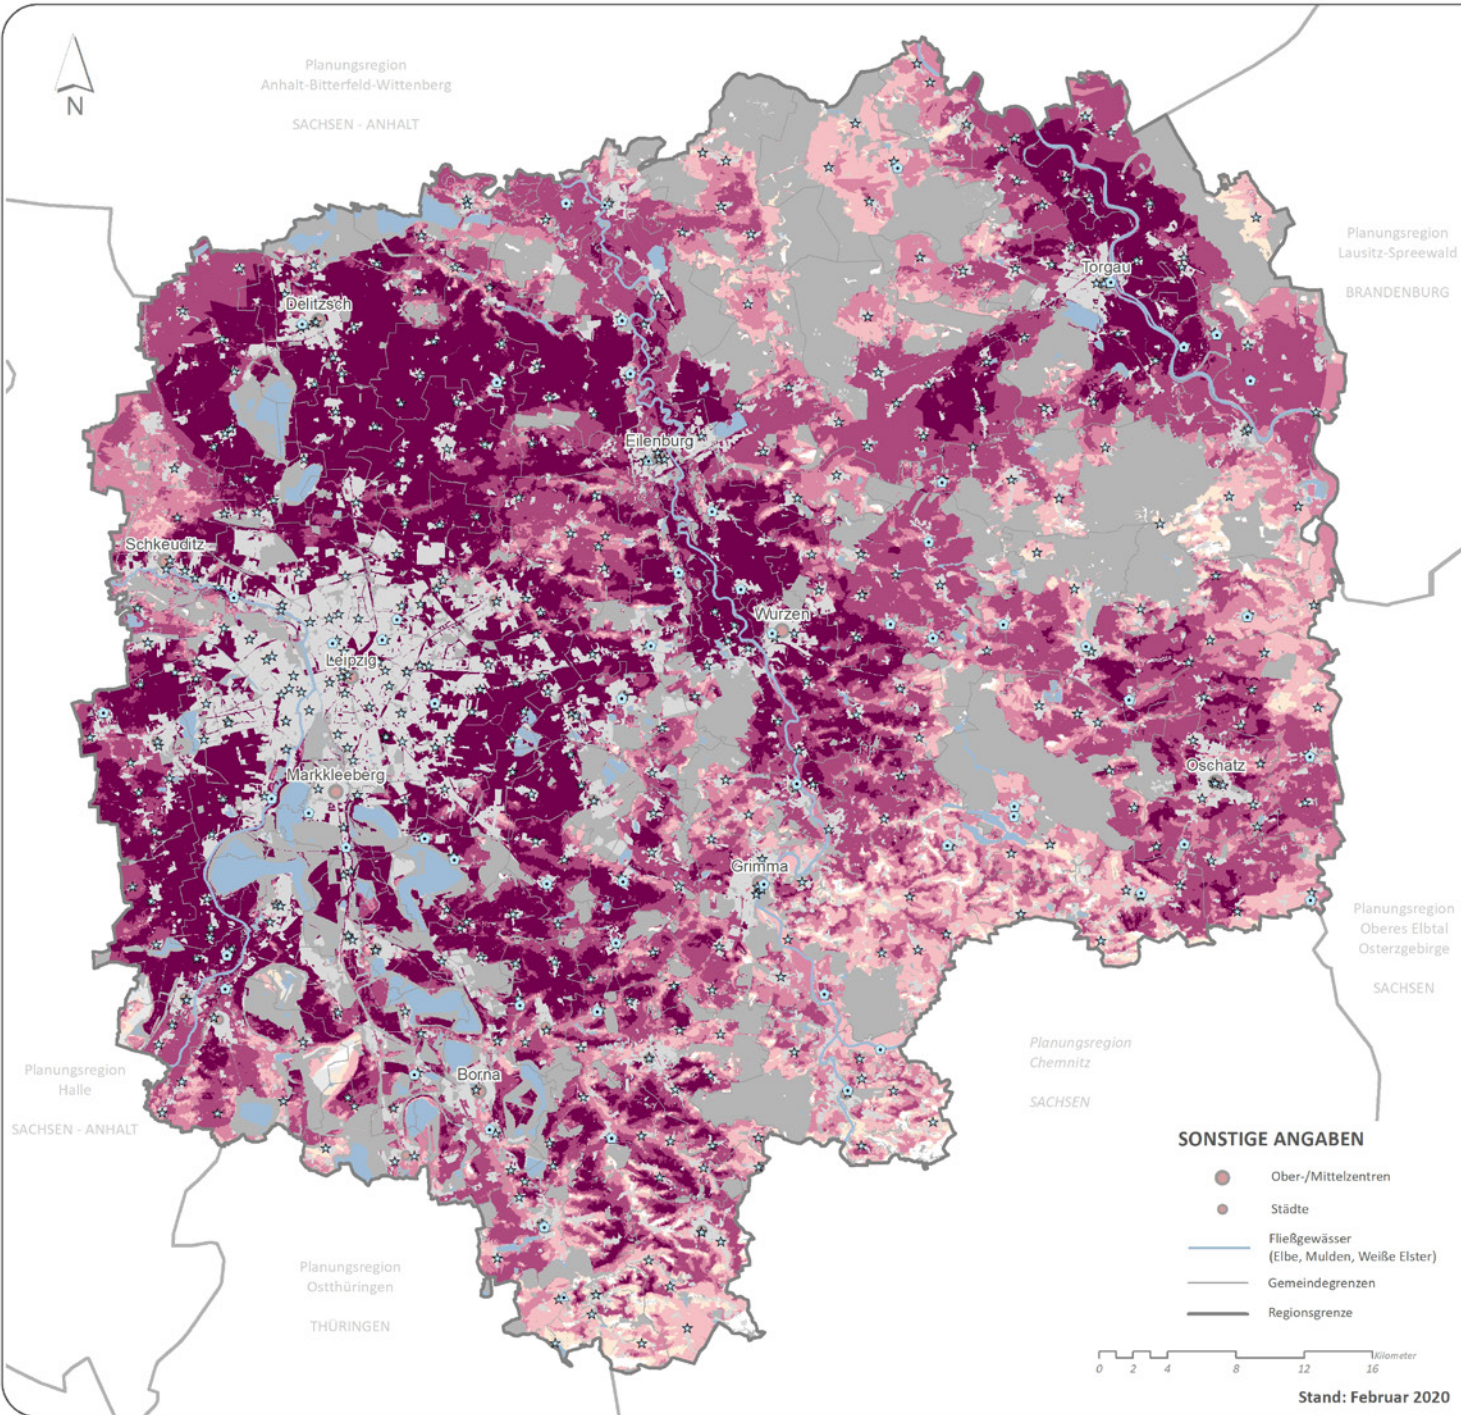 Planungsregion
Anhalt-Bitterfeld-Wittenberg
SACHSEN - ANHALT
N
Planungsregion
Lausitz-Spreewald
BRANDENBURG
Torgau
Delitzsch
Eilenburg
Schkeuditz
Wurzen
Leipzig
Markkleeberg
Oschatz
Grimma
Planungsregion
Oberes Elbtal
Osterzgebirge
SACHSEN
Planungsregion
Chemnitz
SACHSEN
Planungsregion
Halle
SACHSEN - ANHALT
Borna
Planungsregion
Ostthüringen
THÜRINGEN
SONSTIGE ANGABEN
Ober-/Mittelzentren
Städte
Fließgewässer
(Elbe, Mulden, Weiße Elster)
Gemeindegrenzen
Regionsgrenze
Kilometer
0 2 4 8 12 16
Stand: Februar 2020